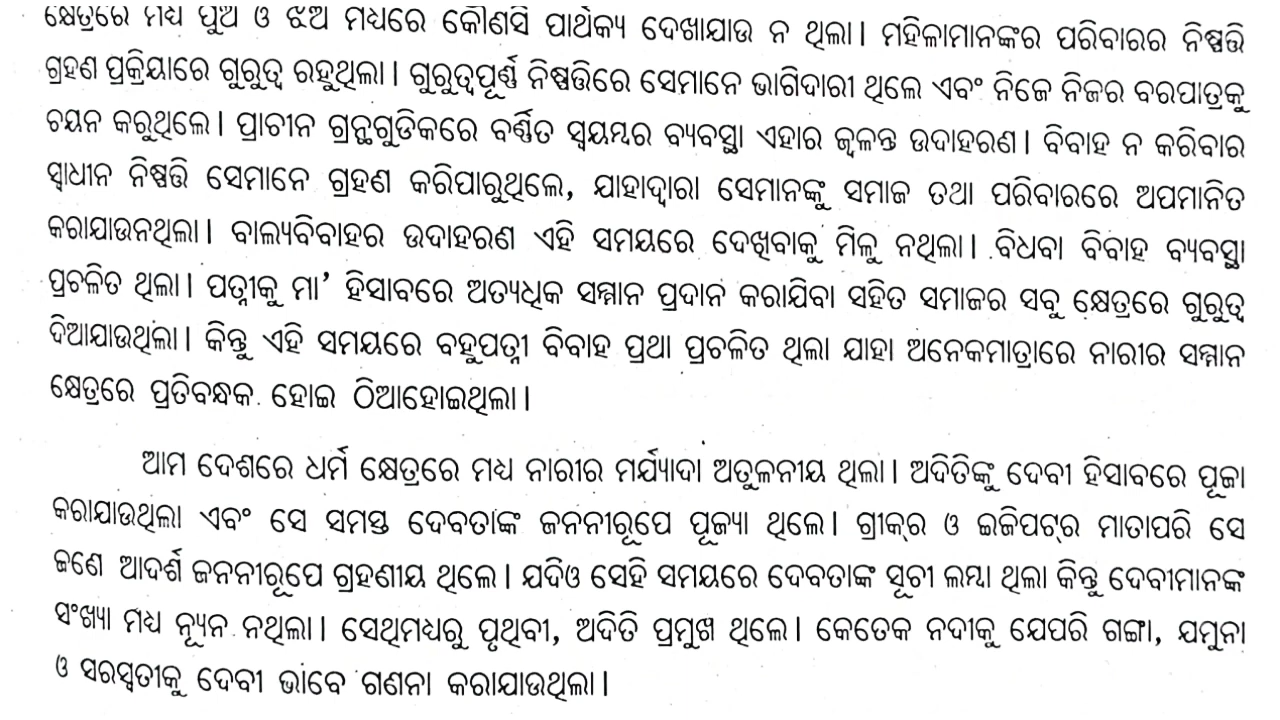 କ୍ଷେତ୍ରରେ ମଧ୍ୟ ପୁଅ ଓ ଝିଅ ମଧ୍ୟରେ କୌଣସି ପାର୍ଥକ୍ୟ ଦେଖାଯାଉ ନ ଥିଲା। ମହିଳାମାନଙ୍କର ପରିବାରର ନିଷ୍ପତ୍ତି
ଗ୍ରହଣ ପ୍ରକ୍ରିୟାରେ ଗୁରୁତ୍ୱ ରହୁଥିଲା। ଗୁରୁତ୍ୱପୂର୍ଣ୍ଣ ନିଷ୍ପତ୍ତିରେ ସେମାନେ ଭାଗିଦାରୀ ଥିଲେ ଏବଂ ନିଜେ ନିଜର ବରପାତ୍ରକୁ
ଚୟନ କରୁଥିଲେ। ପ୍ରାଚୀନ ଗ୍ରନ୍ଥଗୁଡିକରେ ବର୍ଣ୍ଣିତ ସ୍ୱୟମ୍ବର ବ୍ୟବସ୍ଥା ଏହାର ଜ୍ୱଳନ୍ତ ଉଦାହରଣ। ବିବାହ ନ କରିବାର
ସ୍ୱାଧୀନ ନିଷ୍ପତ୍ତି ସେମାନେ ଗ୍ରହଣ କରିପାରୁଥିଲେ, ଯାହାଦ୍ୱାରା ସେମାନଙ୍କୁ ସମାଜ ତଥା ପରିବାରରେ ଅପମାନିତ
କରାଯାଉନଥିଲା। ବାଲ୍ୟବିବାହର ଉଦାହରଣ ଏହି ସମୟରେ ଦେଖିବାକୁ ମିଳୁ ନଥିଲା। ବିଧବା ବିବାହ ବ୍ୟବସ୍ଥା
ପ୍ରଚଳିତ ଥିଲା। ପତ୍ନୀକୁ ମା’ ହିସାବରେ ଅତ୍ୟଧିକ ସମ୍ମାନ ପ୍ରଦାନ କରାଯିବା ସହିତ ସମାଜର ସବୁ କ୍ଷେତ୍ରରେ ଗୁରୁତ୍ୱ
ଦିଆଯାଉଥିଲା। କିନ୍ତୁ ଏହି ସମୟରେ ବହୁପତ୍ନୀ ବିବାହ ପ୍ରଥା ପ୍ରଚଳିତ ଥିଲା ଯାହା ଅନେକମାତ୍ରାରେ ନାରୀର ସମ୍ମାନ
କ୍ଷେତ୍ରରେ ପ୍ରତିବନ୍ଧକ ହୋଇ ଠିଆହୋଇଥିଲା।
ଆମ ଦେଶରେ ଧର୍ମ କ୍ଷେତ୍ରରେ ମଧ୍ୟ ନାରୀର ମର୍ଯ୍ୟାଦା ଅତୁଳନୀୟ ଥିଲା। ଅଦିତିଙ୍କୁ ଦେବୀ ହିସାବରେ ପୂଜା
କରାଯାଉଥିଲା ଏବଂ ସେ ସମସ୍ତ ଦେବତାଙ୍କ ଜନନୀରୂପେ ପୂଜ୍ୟା ଥିଲେ। ଗ୍ରୀକ୍‌ର ଓ ଇଜିପଟ୍‌ର ମାତାପରି ସେ
ଜଣେ ଆଦର୍ଶ ଜନନୀରୂପେ ଗ୍ରହଣୀୟ ଥିଲେ। ଯଦିଓ ସେହି ସମୟରେ ଦେବତାଙ୍କ ସୂଚୀ ଲମ୍ବା ଥିଲା କିନ୍ତୁ ଦେବୀମାନଙ୍କ
ସଂଖ୍ୟା ମଧ୍ୟ ନ୍ୟୂନ ନଥିଲା। ସେଥିମଧ୍ୟରୁ ପୃଥିବୀ, ଅଦିତି ପ୍ରମୁଖ ଥିଲେ। କେତେକ ନଦୀକୁ ଯେପରି ଗଙ୍ଗା, ଯମୁନା
ଓ ସରସ୍ୱତୀକୁ ଦେବୀ ଭାବେ ଗଣନା କରାଯାଉଥିଲା।